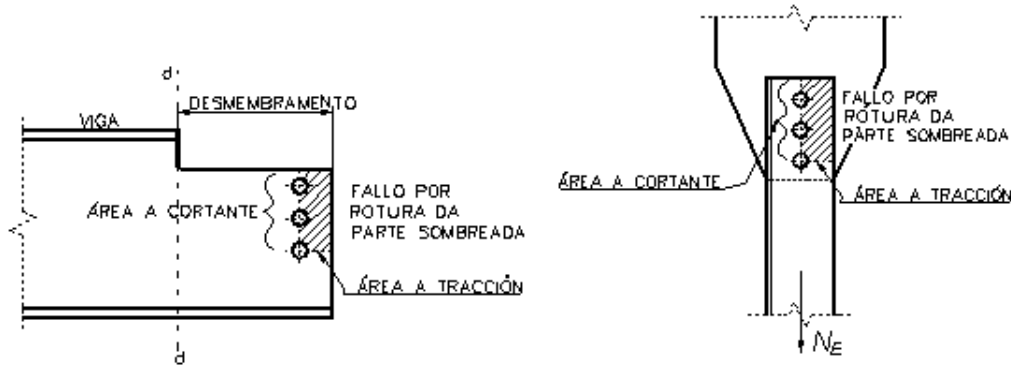 d
DESMEMBRAMENTO
VIGA
ÁREA A CORTANTE
FALLO POR
ROTURA DA
PARTE SOMBREADA
ÁREA A TRACCIÓN
d
FALLO POR
ROTURA DA
PARTE SOMBREADA
ÁREA A CORTANTE
ÁREA A TRACCIÓN
NE